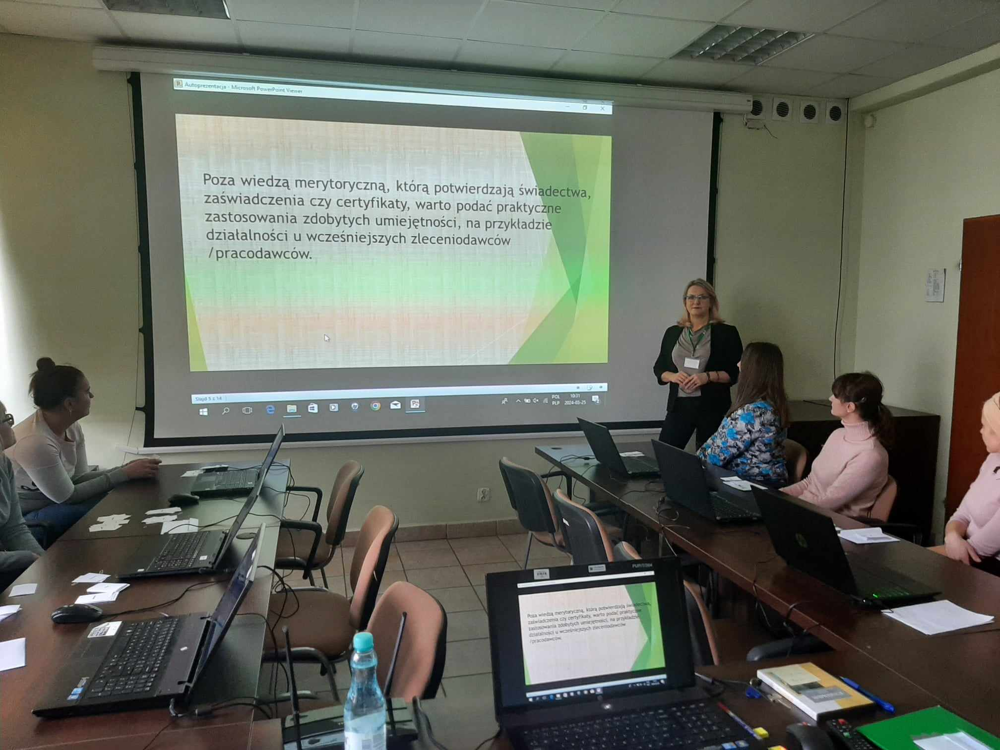 Autoprezentacja - Microsoft PowerPoint Viewer
Poza wiedzą merytoryczną, którą potwierdzają świadectwa,
zaświadczenia czy certyfikaty, warto podać praktyczne
zastosowania zdobytych umiejętności, na przykładzie
działalności u wcześniejszych zleceniodawców
/pracodawców.
Slajd 5 z 14
POL
PLP
10:31
2024-03-25
2
Poza wiedzą merytoryczną, którą potwierdzają świadectwa,
zaświadczenia czy certyfikaty, warto podać praktyczne
zastosowania zdobytych umiejętności, na przykładzie
działalności u wcześniejszych zleceniodawców
/pracodawców.